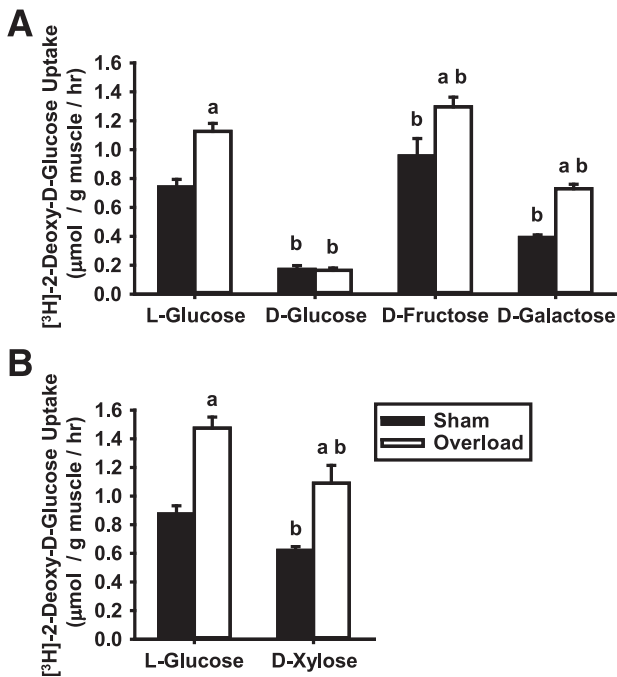 A
[³H]-2-Deoxy-D-Glucose Uptake
(μmol / g muscle / hr)
1.6
1.4
1.2
1.0
0.8
0.6
0.4
0.2
0.0
a
b b
b
a b
b
a b
L-Glucose D-Glucose D-Fructose D-Galactose
B
[³H]-2-Deoxy-D-Glucose Uptake
(μmol / g muscle / hr)
1.6
1.4
1.2
1.0
0.8
0.6
0.4
0.2
0.0
a
b
a b
Sham
Overload
L-Glucose D-Xylose